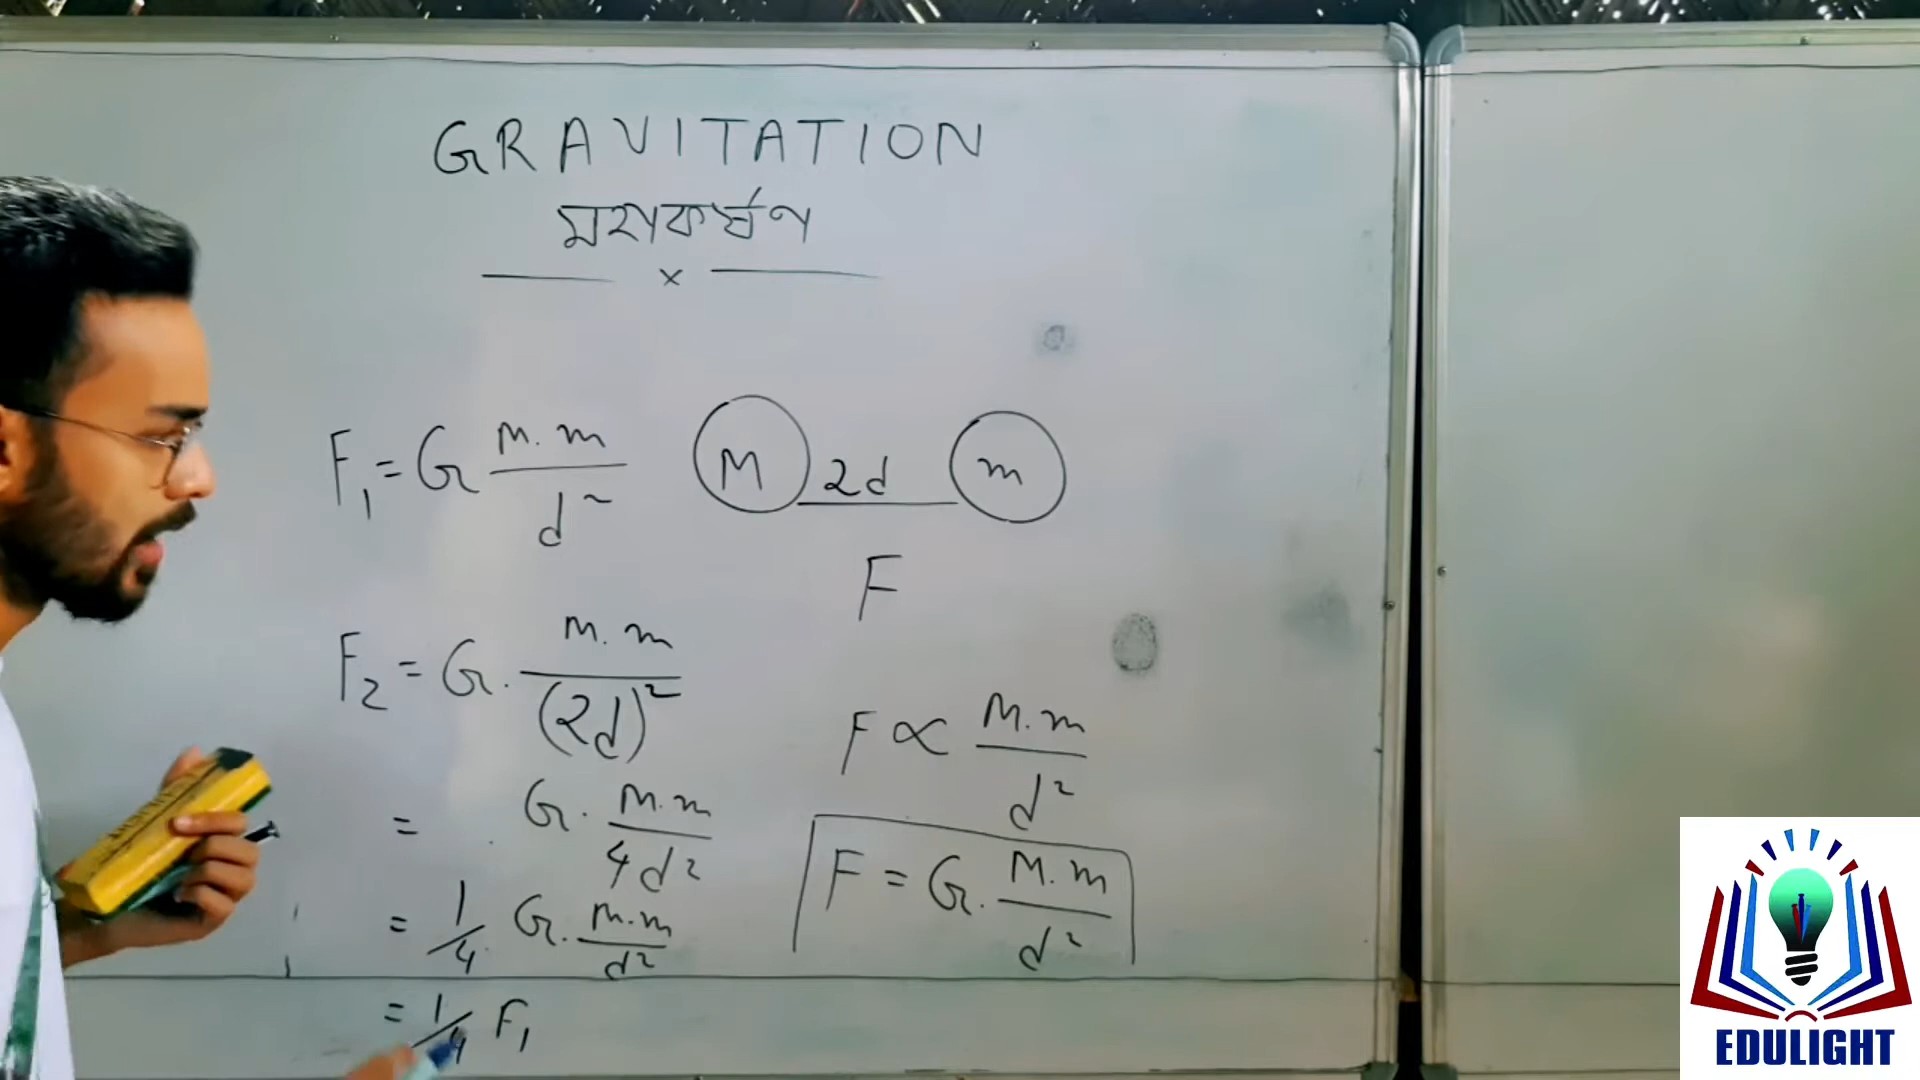 GRAVITATION
মহাকর্ষণ
x
F₁ = G M.m / d²
M 2d m
F
F₂ = G. M.m / (2d)²
= G. M.m / 4d²
= 1/4 G. M.m / d²
= 1/4 F₁
F ∝ M.m / d²
F = G. M.m / d²
EDULIGHT